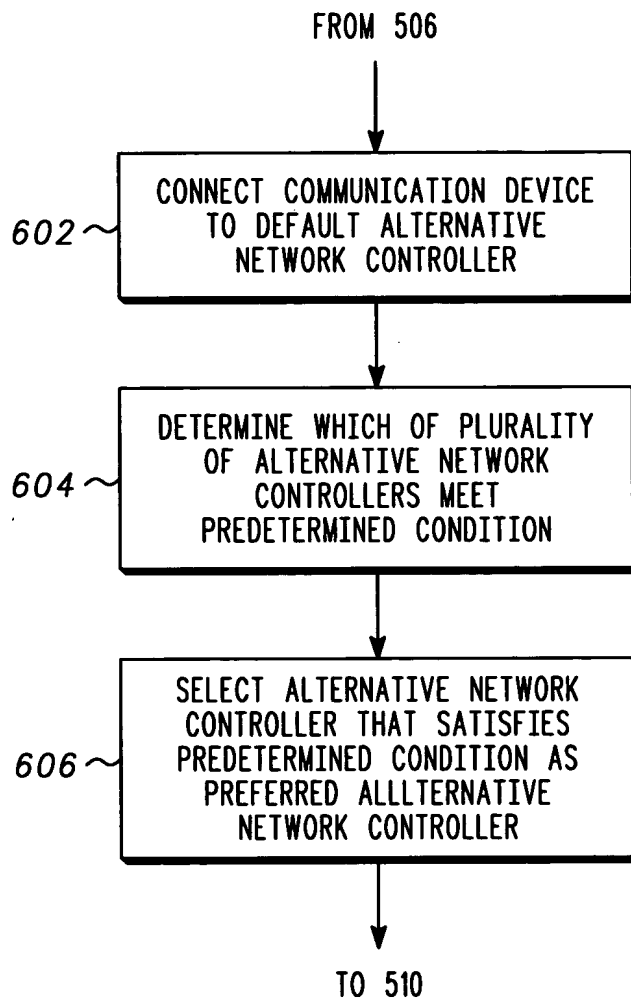 FROM 506
CONNECT COMMUNICATION DEVICE
TO DEFAULT ALTERNATIVE
NETWORK CONTROLLER
602
DETERMINE WHICH OF PLURALITY
OF ALTERNATIVE NETWORK
CONTROLLERS MEET
PREDETERMINED CONDITION
604
SELECT ALTERNATIVE NETWORK
CONTROLLER THAT SATISFIES
PREDETERMINED CONDITION AS
PREFERRED ALLLTERNATIVE
NETWORK CONTROLLER
606
TO 510